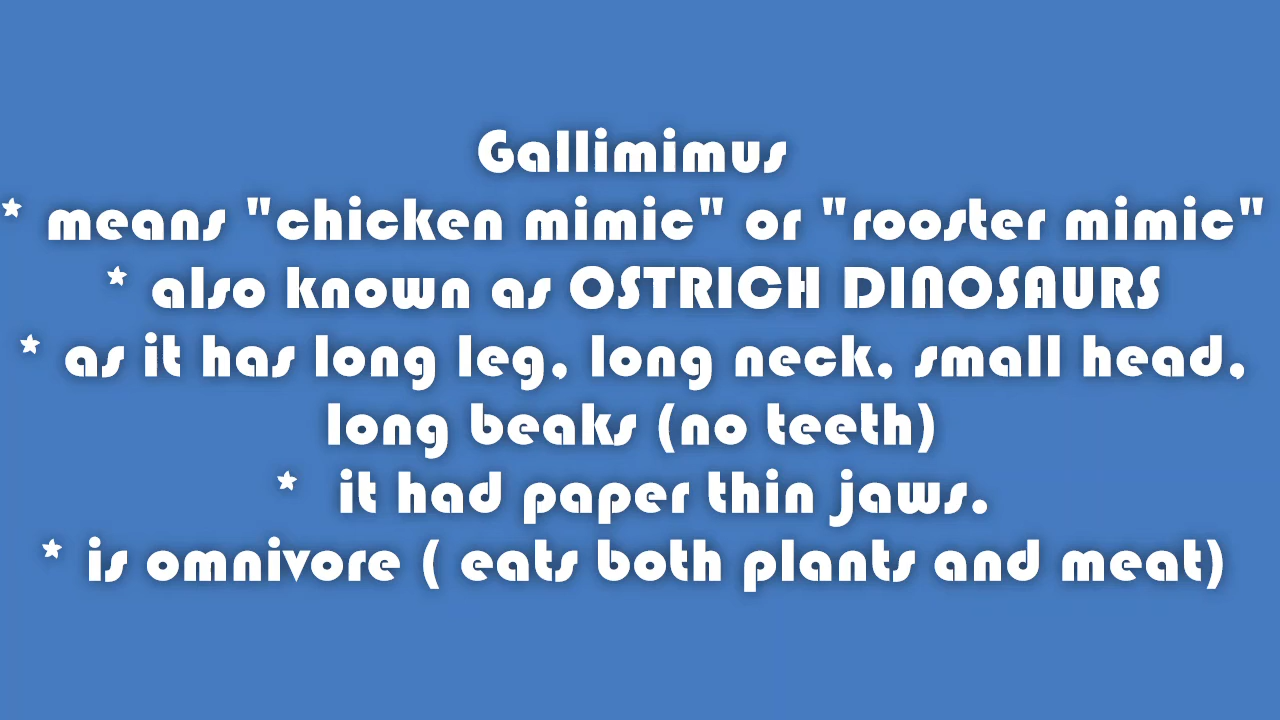 Gallimimus
* means "chicken mimic" or "rooster mimic"
* also known as OSTRICH DINOSAURS
* as it has long leg, long neck, small head,
long beaks (no teeth)
* it had paper thin jaws.
* is omnivore ( eats both plants and meat)